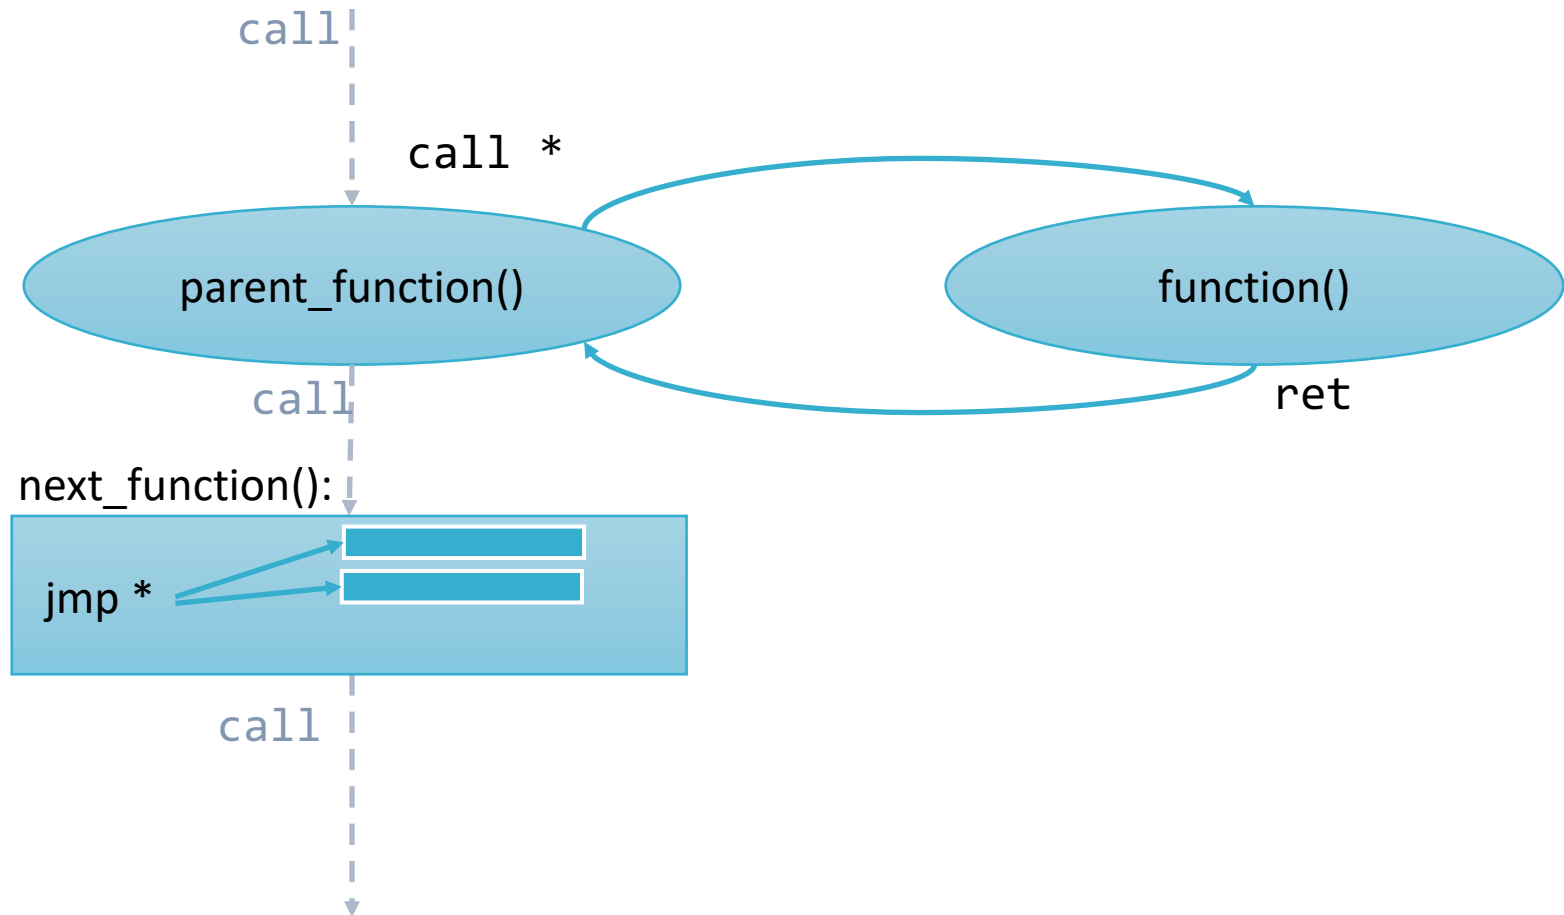 call
call *
parent_function()
function()
call
ret
next_function():
jmp *
call